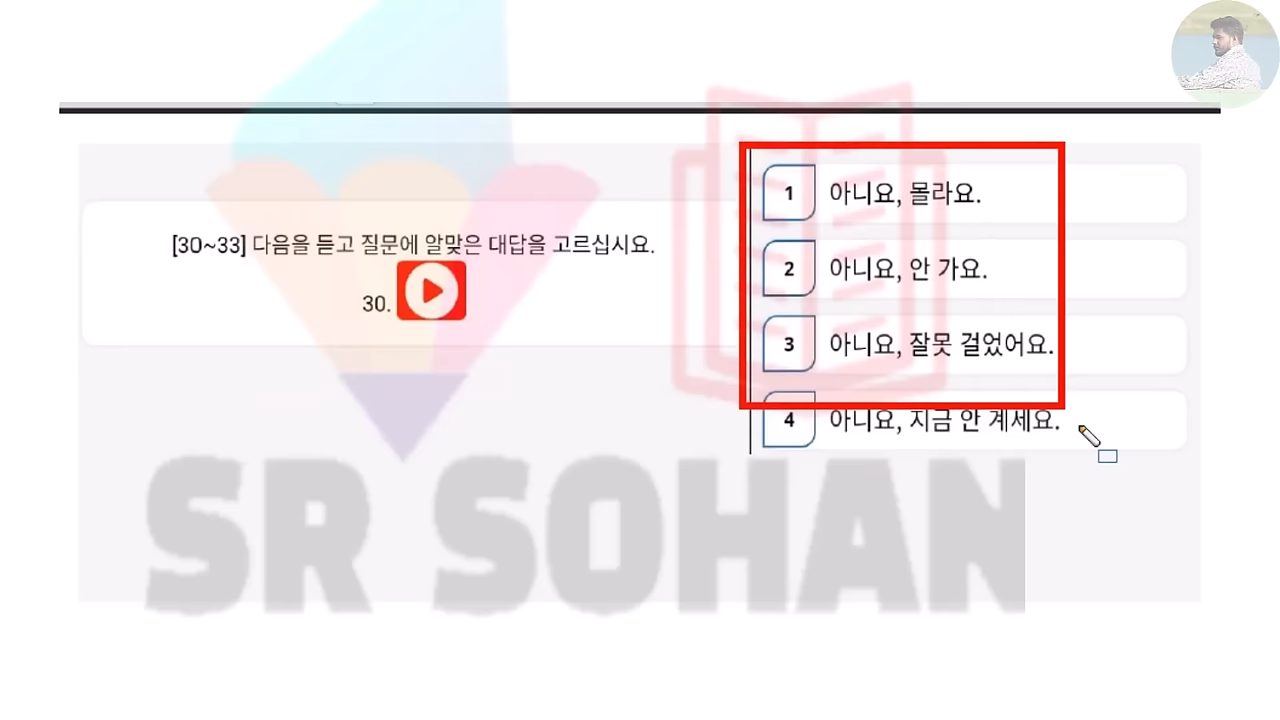 [30~33] 다음을 듣고 질문에 알맞은 대답을 고르십시요.
30.
1 아니요, 몰라요.
2 아니요, 안 가요.
3 아니요, 잘못 걸었어요.
4 아니요, 지금 안 계세요.
SR SOHAN